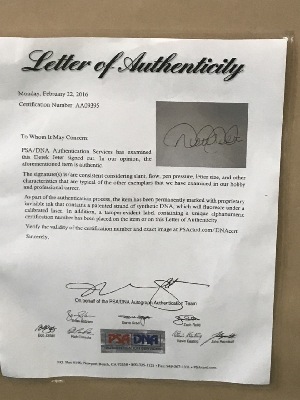 Letter of Authenticity
Monday, February 22, 2016
Certification Number: AA09395
To Whom It May Concern:
PSA/DNA Authentication Services has examined
this Derek Jeter signed cut. In our opinion, the
aforementioned item is authentic.
The signature(s) is/are consistent considering slant, flow, pen pressure, letter size, and other
characteristics that are typical of the other exemplars that we have examined in our hobby
and professional career.
As part of the authentication process, the item has been permanently marked with proprietary
invisible ink that contains a patented strand of synthetic DNA, which will fluoresce under a
calibrated laser. In addition, a tamper-evident label containing a unique alphanumeric
certification number has been placed on the item or on this Letter of Authenticity.
Verify the validity of the certification number and exact image at PSAcard.com/DNAcert
Sincerely,
On behalf of the PSA/DNA Autograph Authentication Team
PSA/DNA